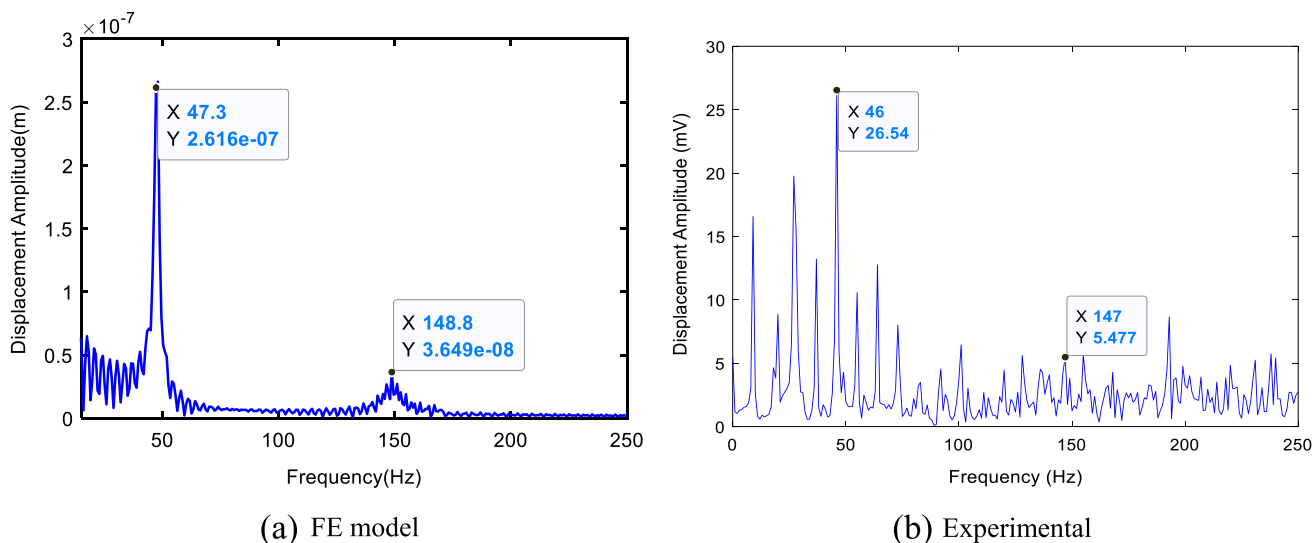 ×10⁻⁷
3
2.5
2
1.5
1
0.5
0
50
100
150
200
250
Displacement Amplitude(m)
Frequency(Hz)
X 47.3
Y 2.616e-07
X 148.8
Y 3.649e-08
(a) FE model
30
25
20
15
10
5
0
0
50
100
150
200
250
Displacement Amplitude (mV)
Frequency (Hz)
X 46
Y 26.54
X 147
Y 5.477
(b) Experimental